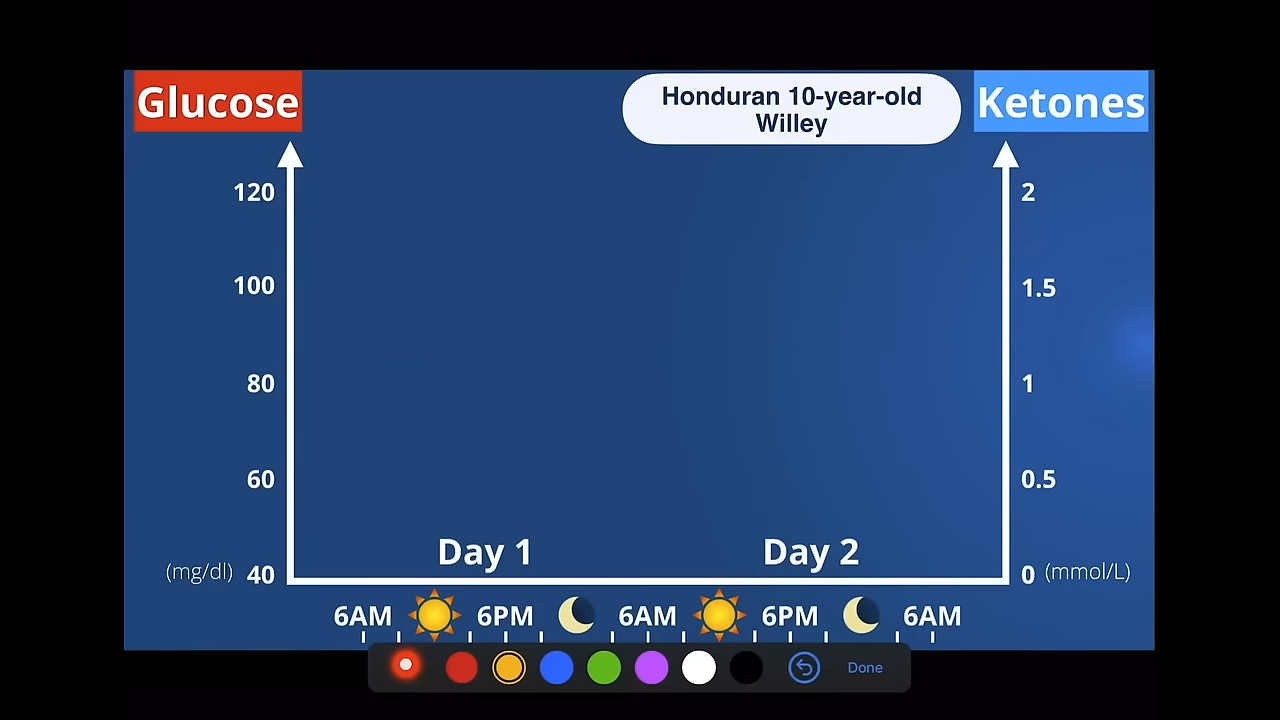 Glucose
Honduran 10-year-old
Willey
Ketones
120
100
80
60
(mg/dl) 40
2
1.5
1
0.5
0 (mmol/L)
Day 1
Day 2
6AM 6PM 6AM 6PM 6AM
Done